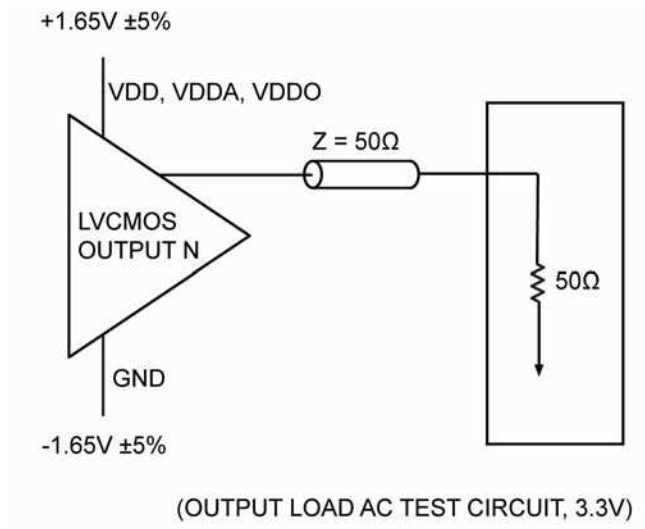 +1.65V ±5%
VDD, VDDA, VDDO
Z = 50Ω
LVCMOS
OUTPUT N
50Ω
GND
-1.65V ±5%
(OUTPUT LOAD AC TEST CIRCUIT, 3.3V)